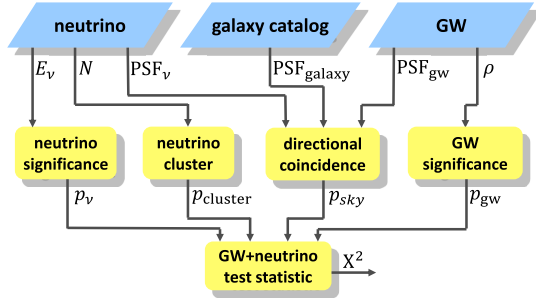 neutrino galaxy catalog GW
E_ν N PSF_ν PSF_galaxy PSF_gw ρ
neutrino
significance
neutrino
cluster
directional
coincidence
GW
significance
p_ν p_cluster p_sky p_gw
GW+neutrino
test statistic
X²